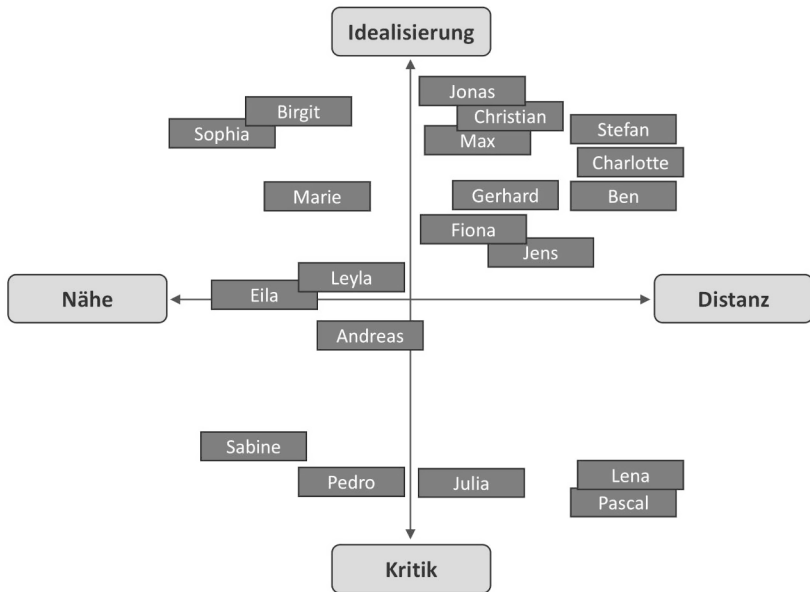 Idealisierung
Jonas
Birgit
Christian
Sophia
Stefan
Max
Charlotte
Marie
Gerhard
Ben
Fiona
Jens
Leyla
Eila
Nähe
Distanz
Andreas
Sabine
Lena
Pedro
Julia
Pascal
Kritik